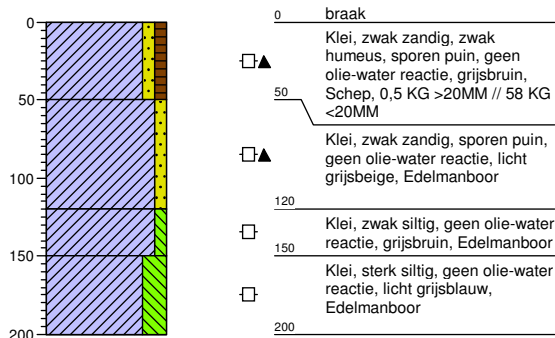 0
50
100
150
200
0 braak
Klei, zwak zandig, zwak
humeus, sporen puin, geen
olie-water reactie, grijsbruin,
Schep, 0,5 KG >20MM // 58 KG
<20MM
50
Klei, zwak zandig, sporen puin,
geen olie-water reactie, licht
grijsbeige, Edelmanboor
120
Klei, zwak siltig, geen olie-water
reactie, grijsbruin, Edelmanboor
150
Klei, sterk siltig, geen olie-water
reactie, licht grijsblauw,
Edelmanboor
200